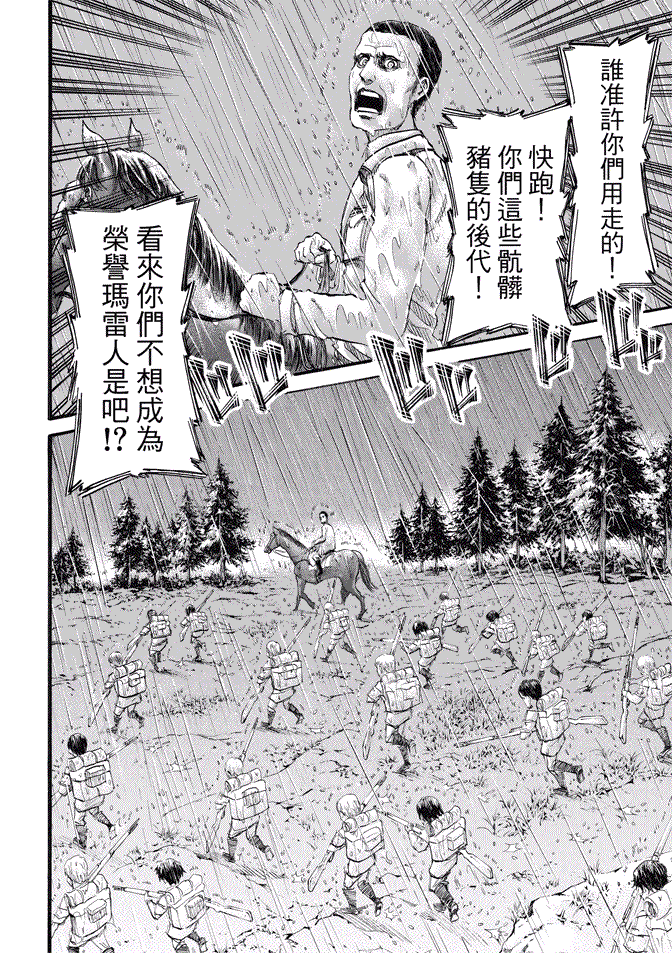 誰准許你們用走的！
快跑！
你們這些骯髒
豬隻的後代！
看來你們不想成為
榮譽瑪雷人是吧!?
ドドドドド